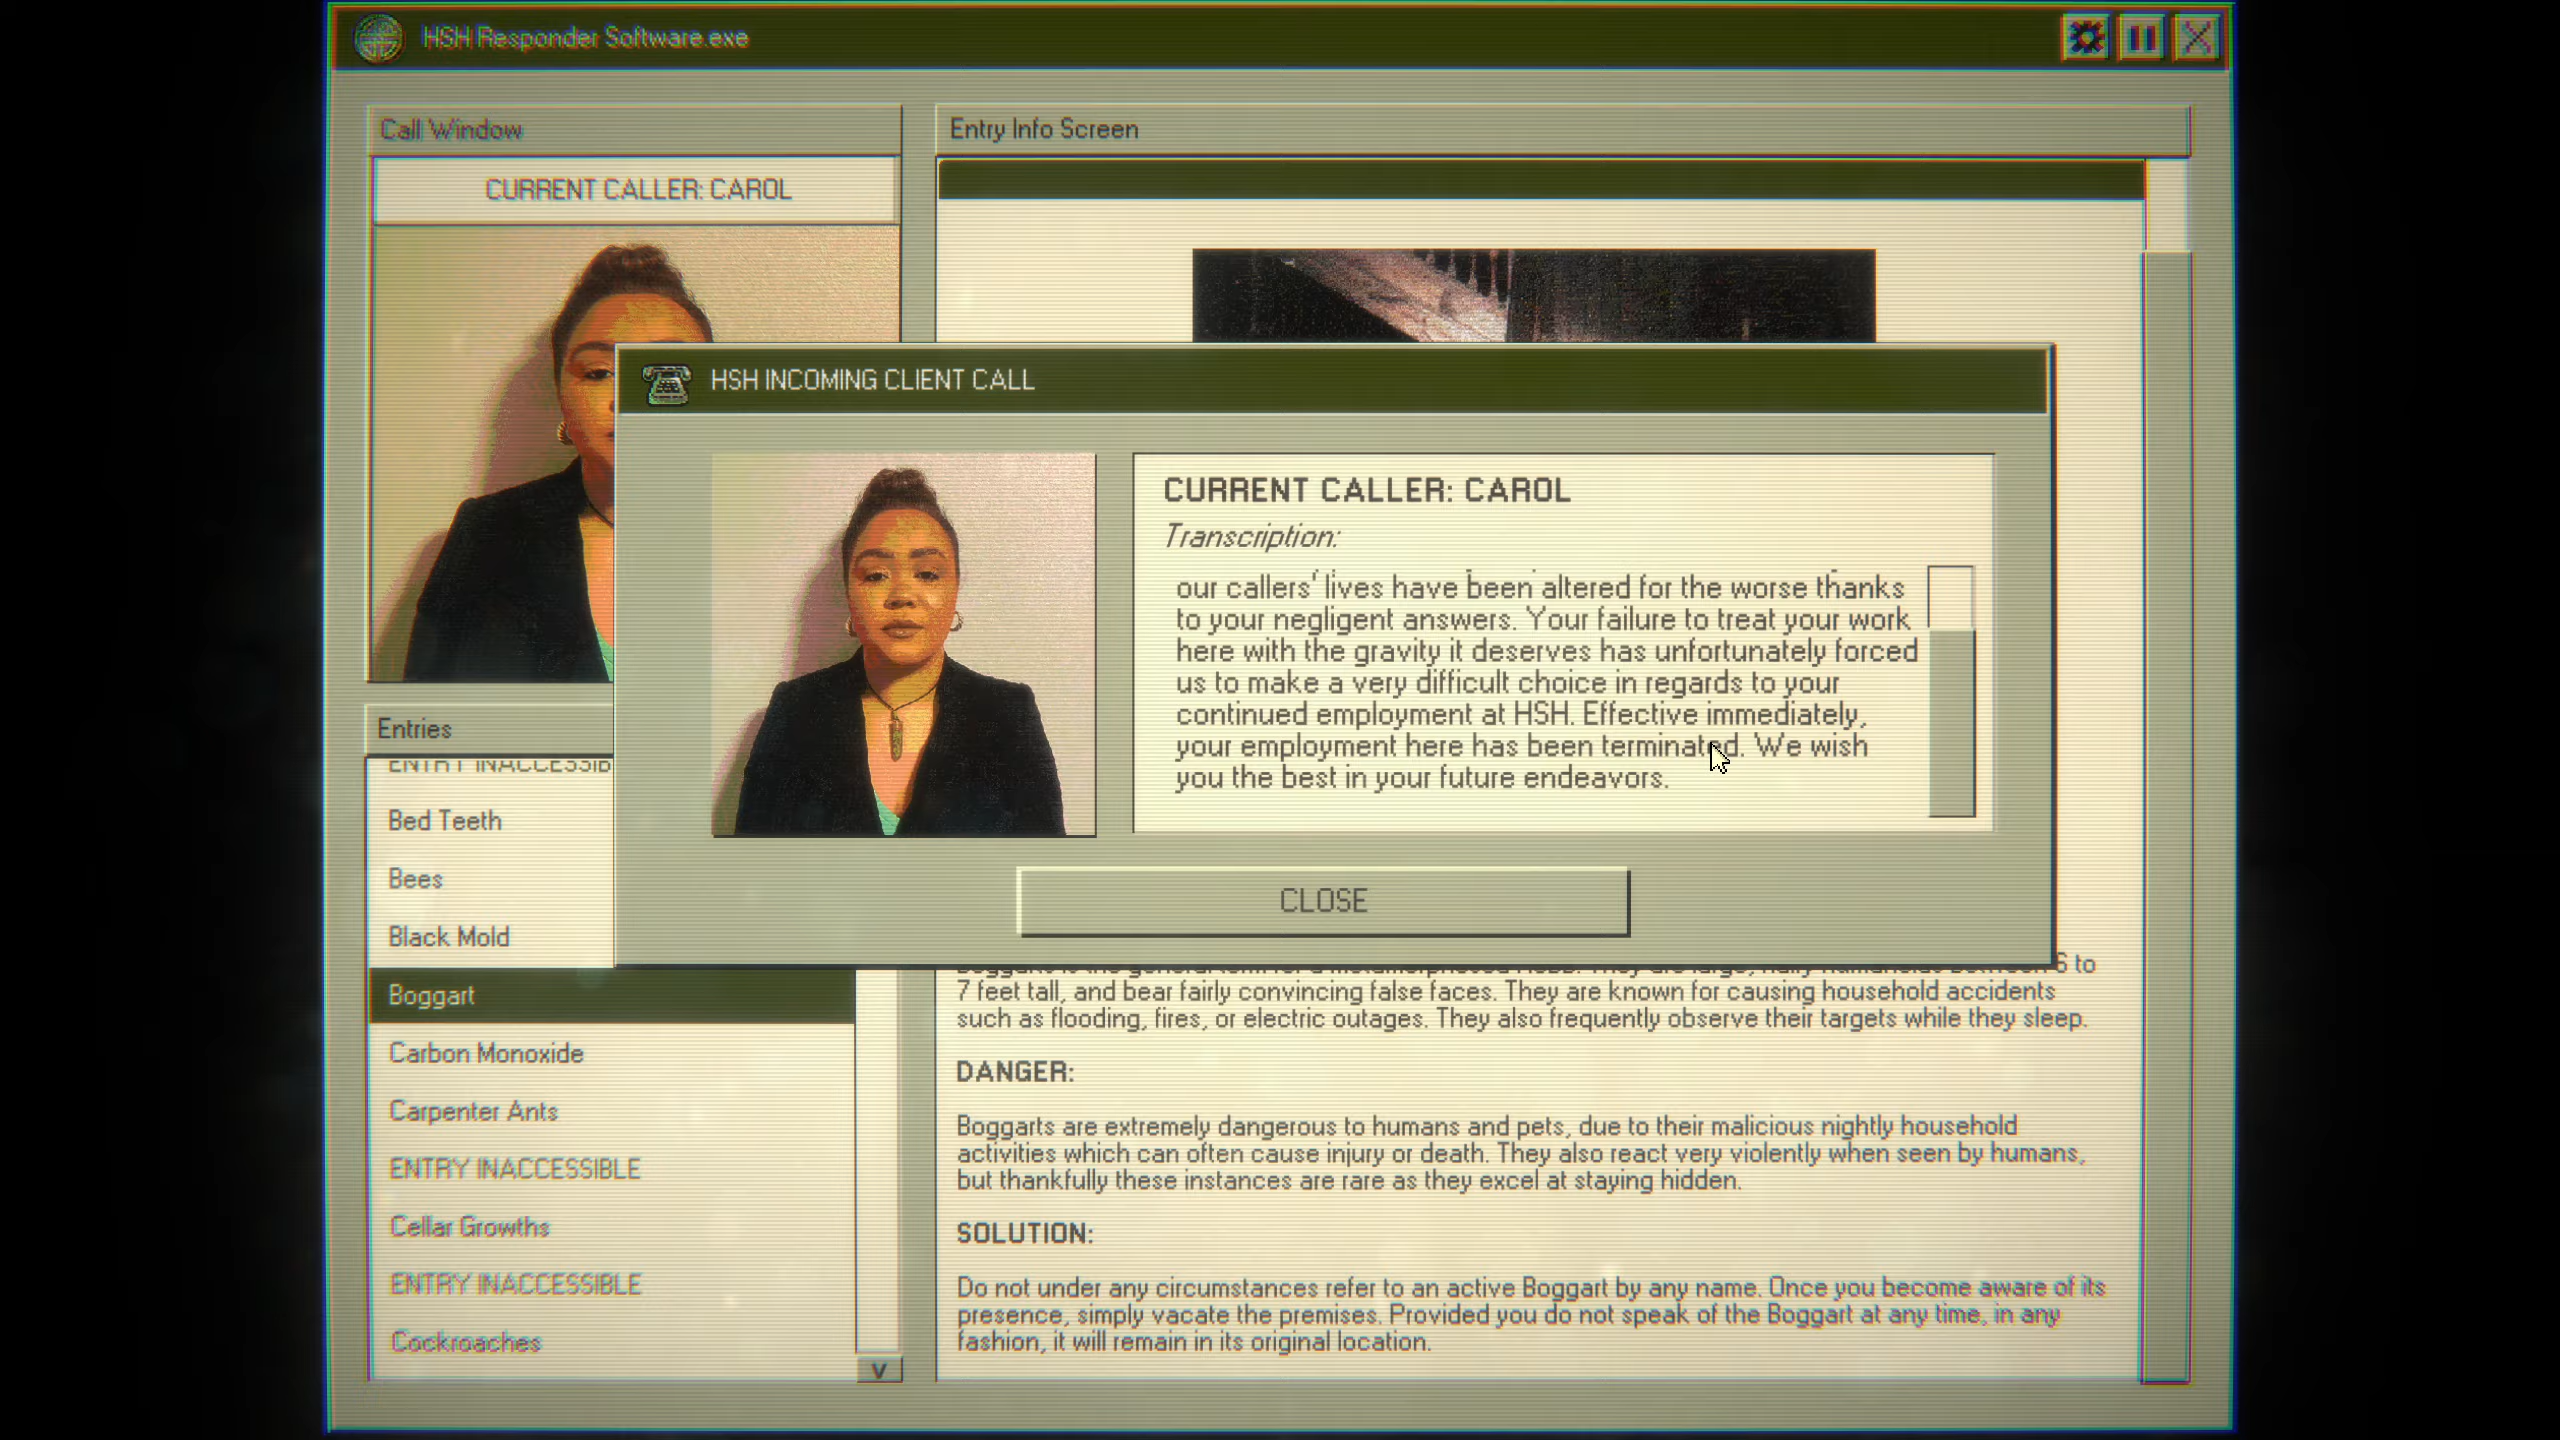 HSH Responder Software.exe
Call Window
CURRENT CALLER: CAROL
Entries
ENTRY INACCESSIB
Bed Teeth
Bees
Black Mold
Boggart
Carbon Monoxide
Carpenter Ants
ENTRY INACCESSIBLE
Cellar Growths
ENTRY INACCESSIBLE
Cockroaches
V
Entry Info Screen
HSH INCOMING CLIENT CALL
CURRENT CALLER: CAROL
Transcription:
our callers' lives have been altered for the worse thanks
to your negligent answers. Your failure to treat your work
here with the gravity it deserves has unfortunately forced
us to make a very difficult choice in regards to your
continued employment at HSH. Effective immediately,
your employment here has been terminated. We wish
you the best in your future endeavors.
CLOSE
6 to
7 feet tall, and bear fairly convincing false faces. They are known for causing household accidents
such as flooding, fires, or electric outages. They also frequently observe their targets while they sleep.
DANGER:
Boggarts are extremely dangerous to humans and pets, due to their malicious nightly household
activities which can often cause injury or death. They also react very violently when seen by humans,
but thankfully these instances are rare as they excel at staying hidden.
SOLUTION:
Do not under any circumstances refer to an active Boggart by any name. Once you become aware of its
presence, simply vacate the premises. Provided you do not speak of the Boggart at any time, in any
fashion, it will remain in its original location.